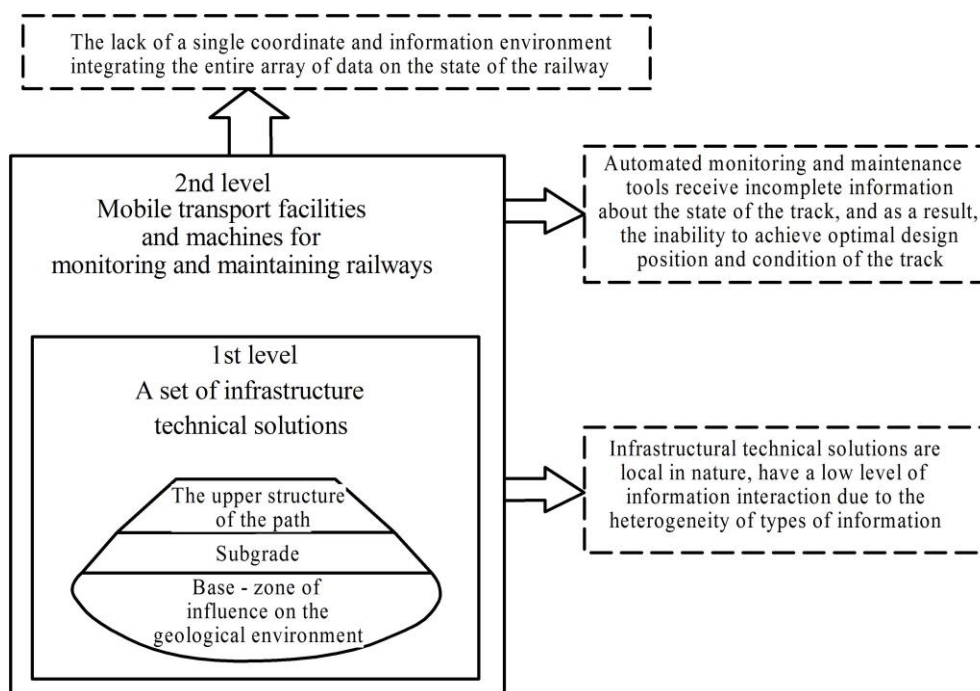 The lack of a single coordinate and information environment
integrating the entire array of data on the state of the railway
2nd level
Mobile transport facilities
and machines for
monitoring and maintaining railways
Automated monitoring and maintenance
tools receive incomplete information
about the state of the track, and as a result,
the inability to achieve optimal design
position and condition of the track
1st level
A set of infrastructure
technical solutions
Infrastructural technical solutions are
local in nature, have a low level of
information interaction due to the
heterogeneity of types of information
The upper structure
of the path
Subgrade
Base - zone of
influence on the
geological environment